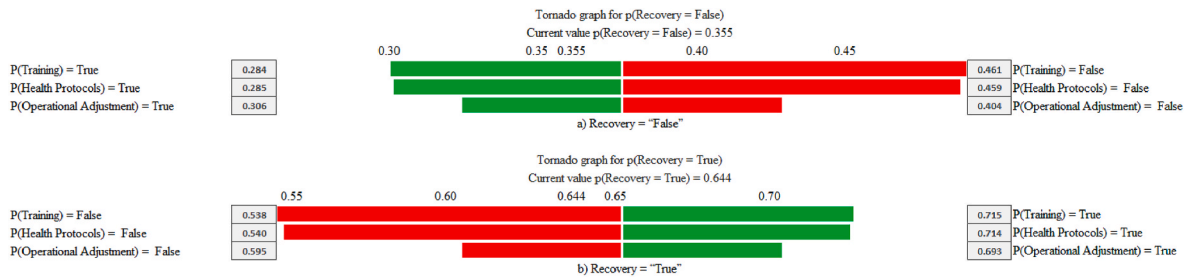 Tornado graph for p(Recovery = False)
Current value p(Recovery = False) = 0.355
0.30 0.35 0.355 0.40 0.45
P(Training) = True 0.284 0.461 P(Training) = False
P(Health Protocols) = True 0.285 0.459 P(Health Protocols) = False
P(Operational Adjustment) = True 0.306 0.404 P(Operational Adjustment) = False
a) Recovery = “False”
Tornado graph for p(Recovery = True)
Current value p(Recovery = True) = 0.644
0.55 0.60 0.644 0.65 0.70
P(Training) = False 0.538 0.715 P(Training) = True
P(Health Protocols) = False 0.540 0.714 P(Health Protocols) = True
P(Operational Adjustment) = False 0.595 0.693 P(Operational Adjustment) = True
b) Recovery = “True”